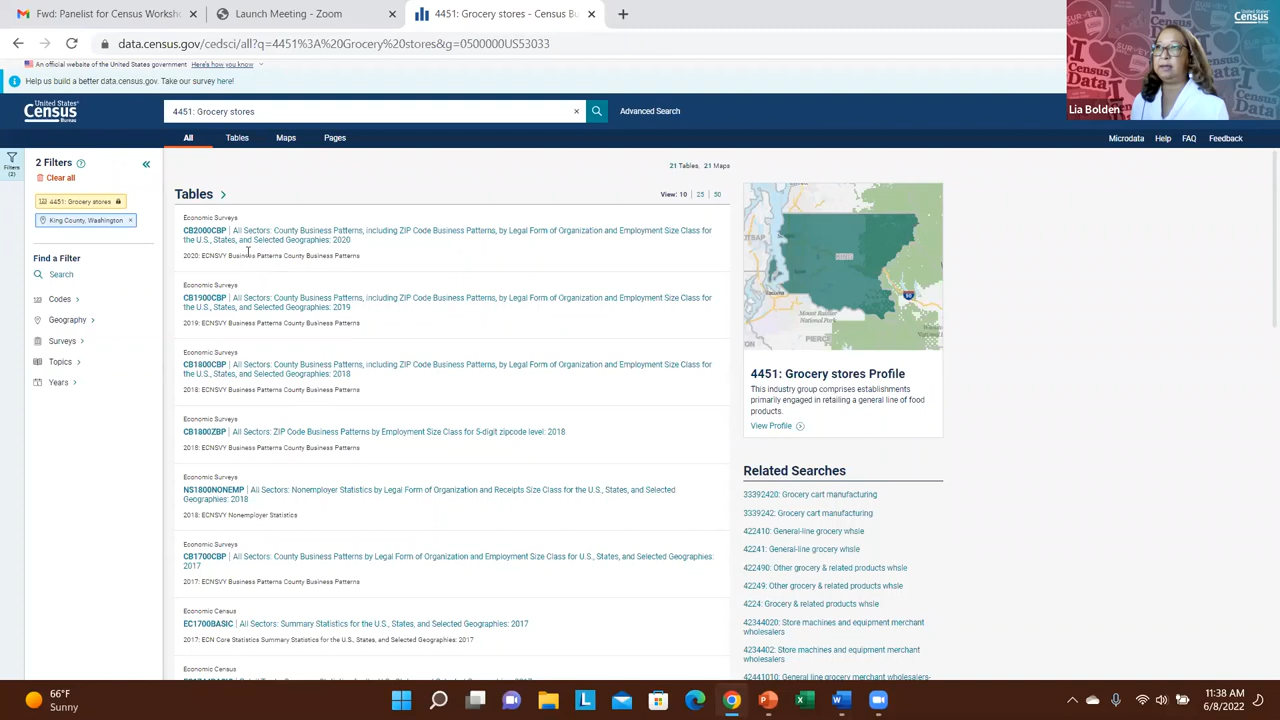 Fwd: Panelist for Census Worksh
Launch Meeting - Zoom
4451: Grocery stores - Census Bu
data.census.gov/cedsci/all?q=4451%3A%20Grocery%20stores&g=0500000US53033
An official website of the United States government Here's how you know
Help us build a better data.census.gov. Take our survey here!
United States Census Bureau
4451: Grocery stores
Advanced Search
All Tables Maps Pages
Microdata Help FAQ Feedback
Filters (2)
2 Filters
Clear all
4451: Grocery stores
King County, Washington
Find a Filter
Search
Codes
Geography
Surveys
Topics
Years
21 Tables, 21 Maps
Tables
View: 10 | 25 | 50
Economic Surveys
CB2000CBP | All Sectors: County Business Patterns, including ZIP Code Business Patterns, by Legal Form of Organization and Employment Size Class for
the U.S., States, and Selected Geographies: 2020
2020: ECNSVY Business Patterns County Business Patterns
Economic Surveys
CB1900CBP | All Sectors: County Business Patterns, including ZIP Code Business Patterns, by Legal Form of Organization and Employment Size Class for
the U.S., States, and Selected Geographies: 2019
2019: ECNSVY Business Patterns County Business Patterns
Economic Surveys
CB1800CBP | All Sectors: County Business Patterns, including ZIP Code Business Patterns, by Legal Form of Organization and Employment Size Class for
the U.S., States, and Selected Geographies: 2018
2018: ECNSVY Business Patterns County Business Patterns
Economic Surveys
CB1800ZBP | All Sectors: ZIP Code Business Patterns by Employment Size Class for 5-digit zipcode level: 2018
2018: ECNSVY Business Patterns County Business Patterns
Economic Surveys
NS1800NONEMP | All Sectors: Nonemployer Statistics by Legal Form of Organization and Receipts Size Class for the U.S., States, and Selected
Geographies: 2018
2018: ECNSVY Nonemployer Statistics
Economic Surveys
CB1700CBP | All Sectors: County Business Patterns by Legal Form of Organization and Employment Size Class for U.S., States, and Selected Geographies:
2017
2017: ECNSVY Business Patterns County Business Patterns
Economic Census
EC1700BASIC | All Sectors: Summary Statistics for the U.S., States, and Selected Geographies: 2017
2017: ECN Core Statistics Summary Statistics for the U.S., States, and Selected Geographies: 2017
Economic Census
Mount Rainier
National Park
PIERCE
4451: Grocery stores Profile
This industry group comprises establishments
primarily engaged in retailing a general line of food
products.
View Profile
Related Searches
33392420: Grocery cart manufacturing
3339242: Grocery cart manufacturing
422410: General-line grocery whsle
42241: General-line grocery whsle
422490: Other grocery & related products whsle
42249: Other grocery & related products whsle
4224: Grocery & related products whsle
42344020: Store machines and equipment merchant
wholesalers
4234402: Store machines and equipment merchant
wholesalers
42441010: General line grocery merchant wholesalers-
I Census Data
United States Census Bureau
Lia Bolden
66°F
Sunny
11:38 AM
6/8/2022